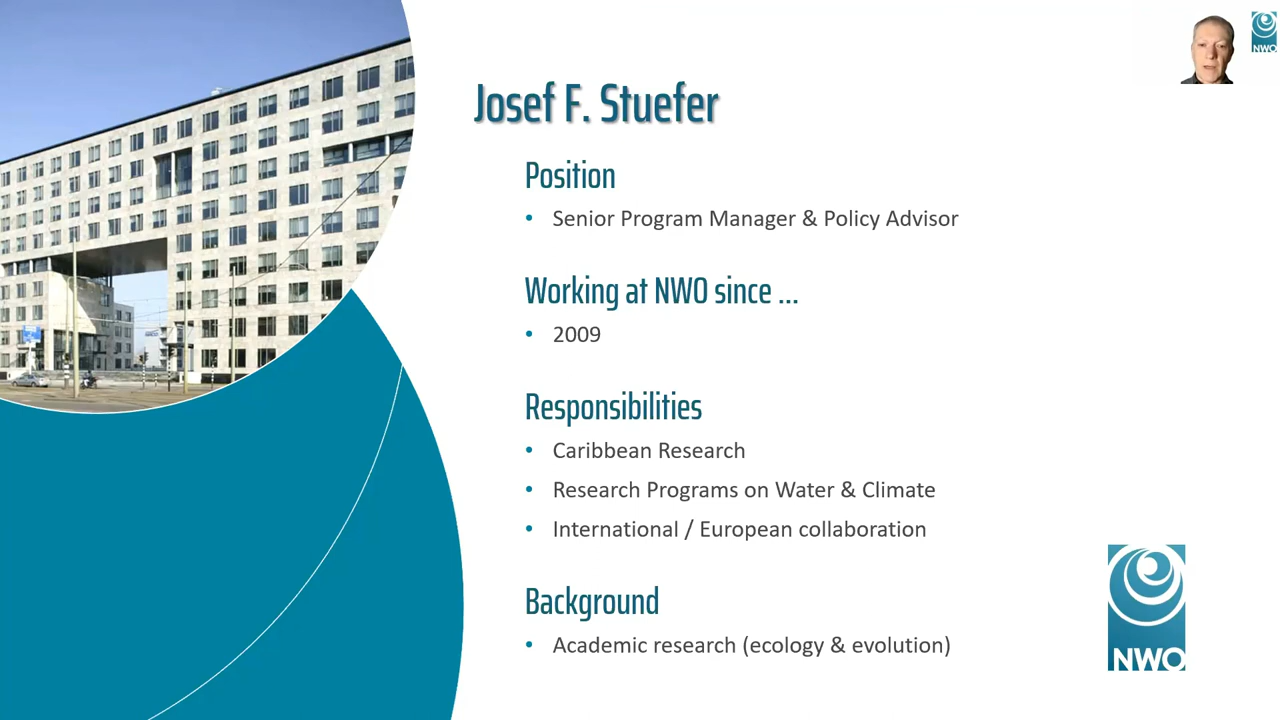 NWO
Josef F. Stuefer
Position
• Senior Program Manager & Policy Advisor
Working at NWO since ...
• 2009
Responsibilities
• Caribbean Research
• Research Programs on Water & Climate
• International / European collaboration
Background
• Academic research (ecology & evolution)
NWO